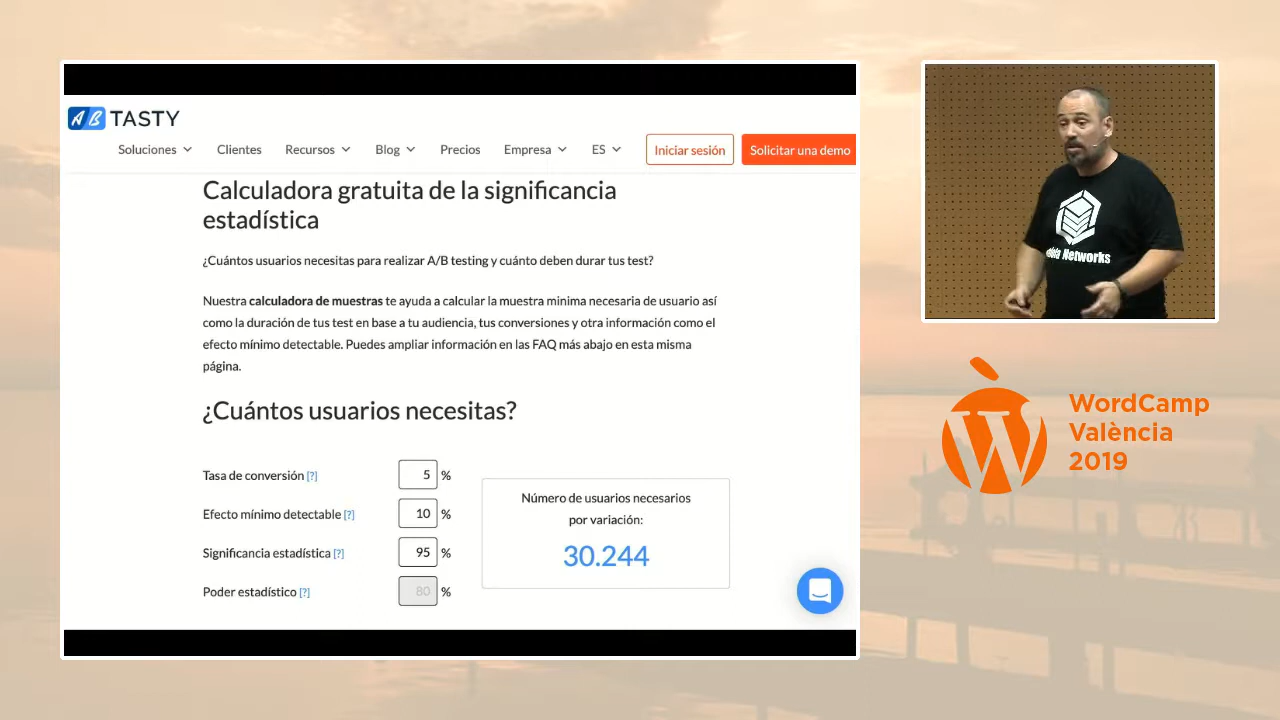 AB TASTY
Soluciones Clientes Recursos Blog Precios Empresa ES Iniciar sesión Solicitar una demo
Calculadora gratuita de la significancia
estadística
¿Cuántos usuarios necesitas para realizar A/B testing y cuánto deben durar tus test?
Nuestra calculadora de muestras te ayuda a calcular la muestra minima necesaria de usuario así
como la duración de tus test en base a tu audiencia, tus conversiones y otra información como el
efecto mínimo detectable. Puedes ampliar información en las FAQ más abajo en esta misma
página.
¿Cuántos usuarios necesitas?
Tasa de conversión [?] 5 %
Efecto mínimo detectable [?] 10 %
Significancia estadística [?] 95 %
Poder estadístico [?] 80 %
Número de usuarios necesarios
por variación:
30.244
Networks
WordCamp
València
2019